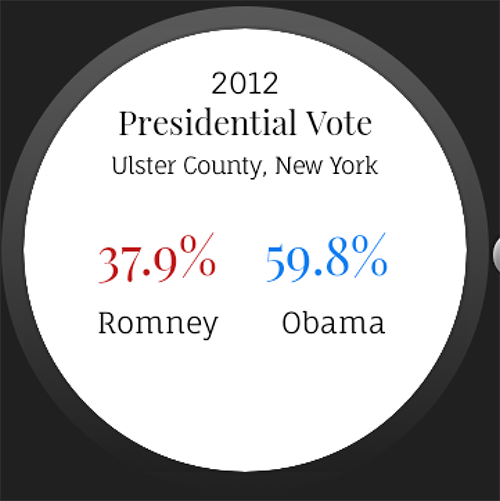 2012
Presidential Vote
Ulster County, New York
37.9% 59.8%
Romney Obama